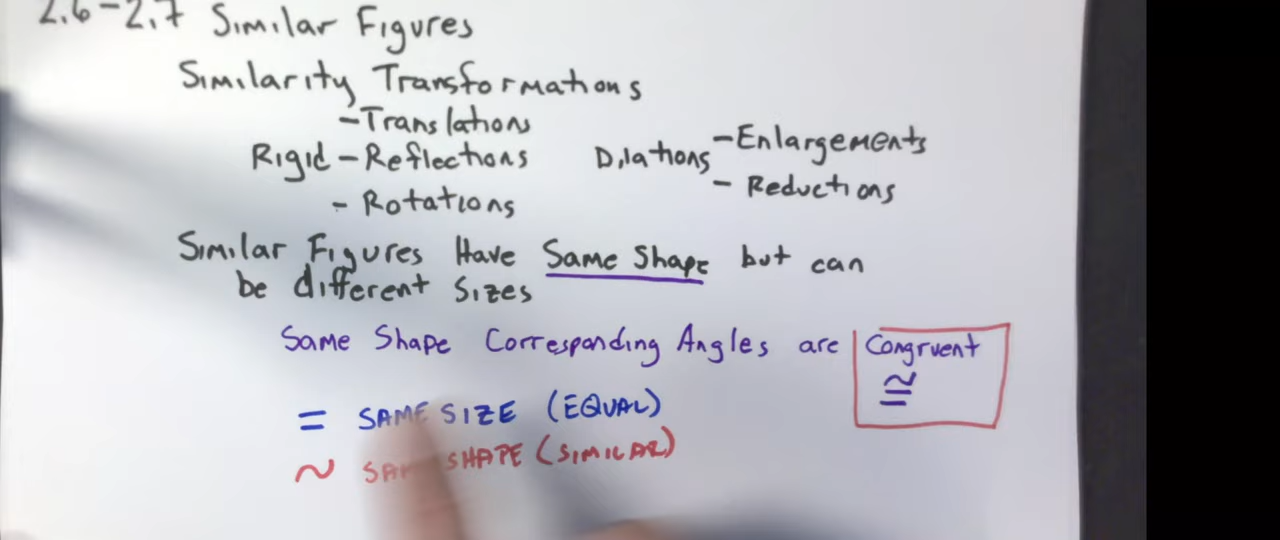 2.6-2.7 Similar Figures
Similarity Transformations
-Translations
Rigid -Reflections
- Rotations
Dilations -Enlargements
- Reductions
Similar Figures Have Same Shape but can
be different sizes
Same Shape Corresponding Angles are Congruent
≅
= SAME SIZE (EQUAL)
~ SHAPE (SIMILAR)